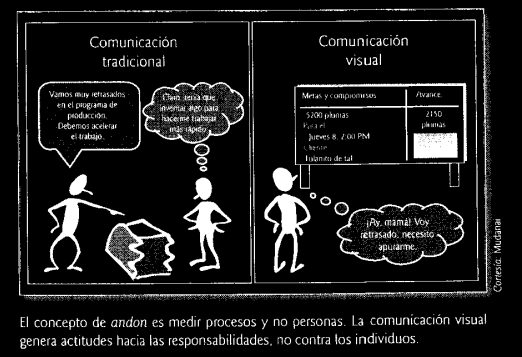 Comunicación
tradicional
Vamos muy retrasados
en el programa de
producción.
Debemos acelerar
el trabajo.
Claro, tenía que
inventar algo para
hacerme trabajar
más rápido
Comunicación
visual
Metas y compromisos
Avance
5200 plumas
Para el
Jueves 8, 2:00 PM
Cliente
Fulanito de tal
2150
plumas
¡Ay, mamá! Voy
retrasado, necesito
apurarme.
Cortesía: Mudanai
El concepto de andon es medir procesos y no personas. La comunicación visual
genera actitudes hacia las responsabilidades, no contra los individuos.